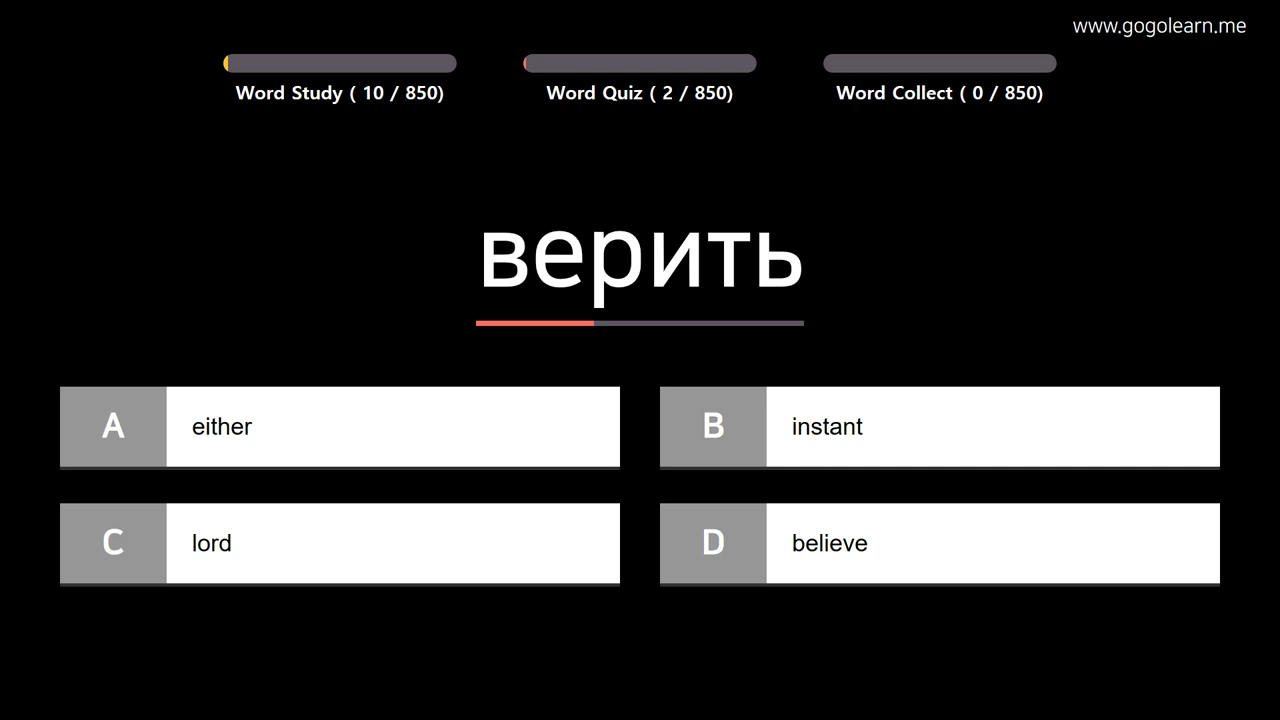 www.gogolearn.me
Word Study ( 10 / 850)
Word Quiz ( 2 / 850)
Word Collect ( 0 / 850)
верить
A either
B instant
C lord
D believe